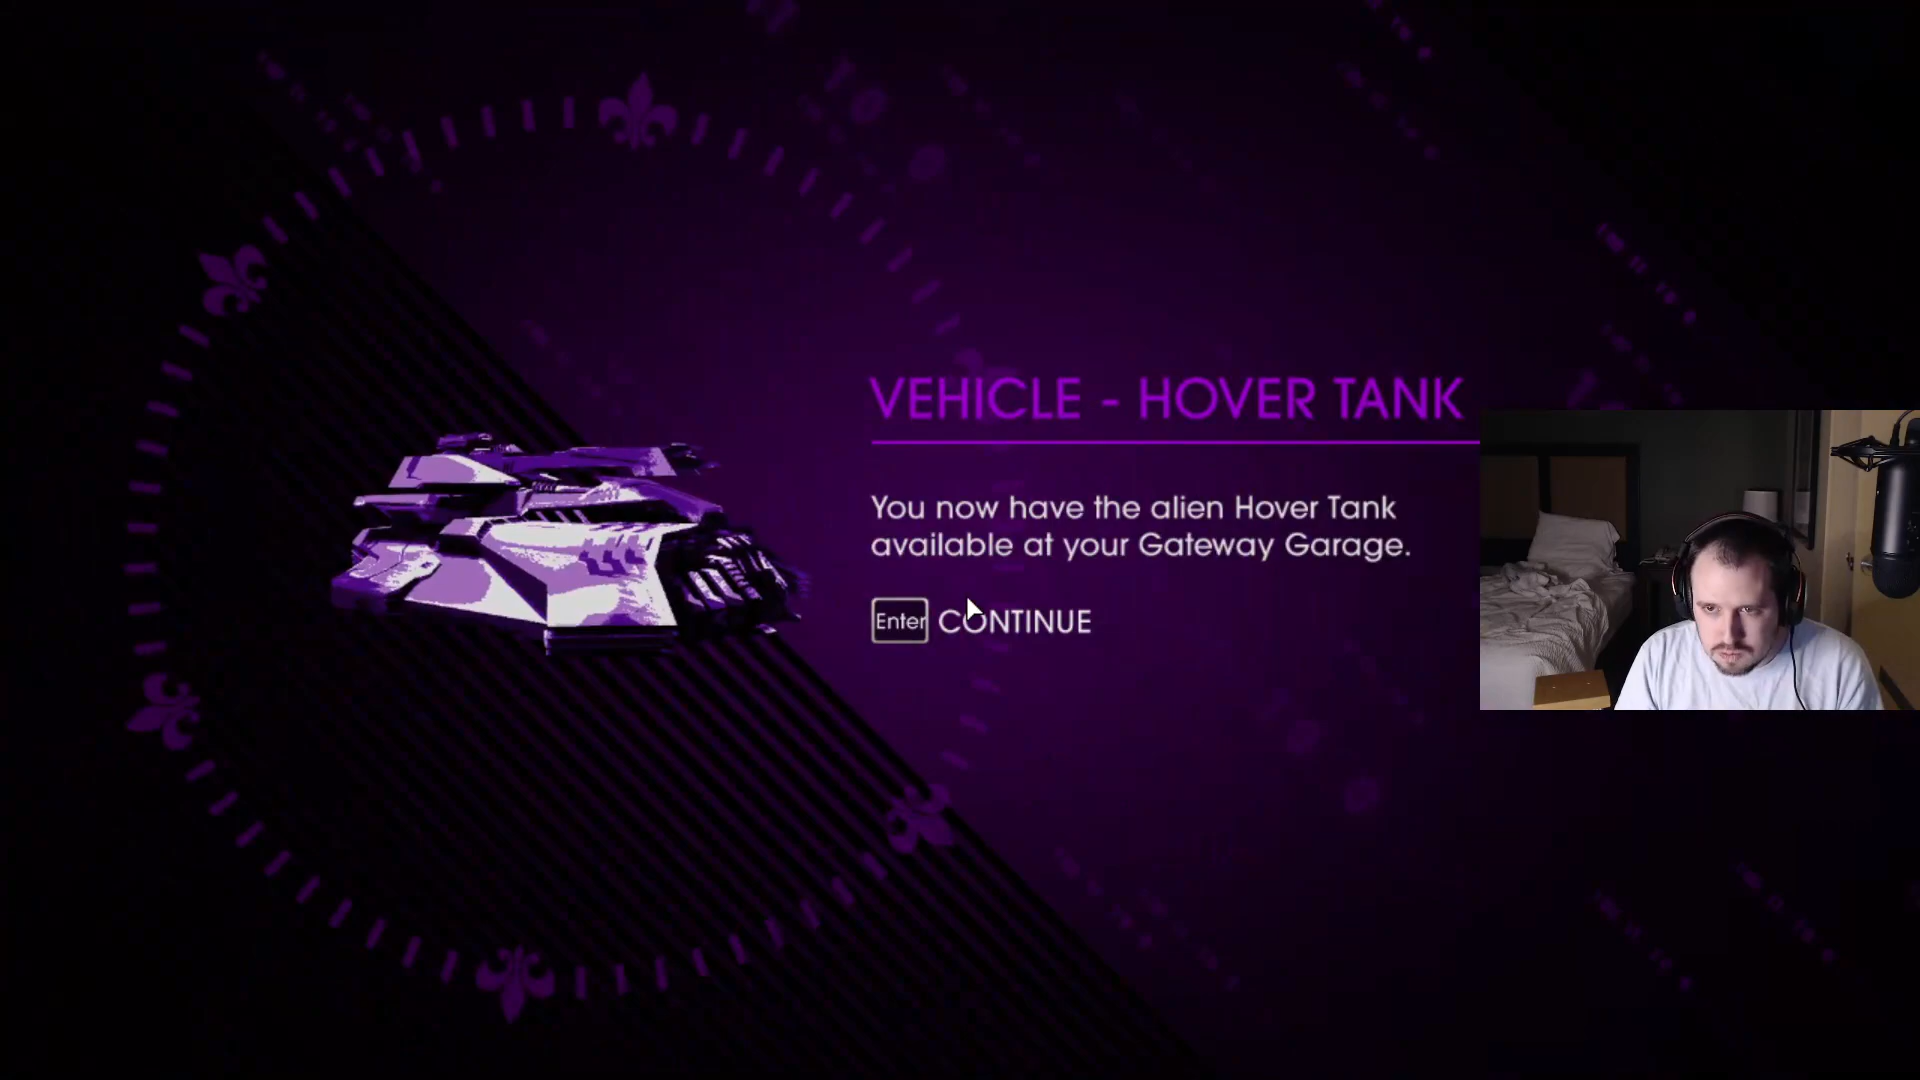 VEHICLE - HOVER TANK
You now have the alien Hover Tank
available at your Gateway Garage.
Enter CONTINUE